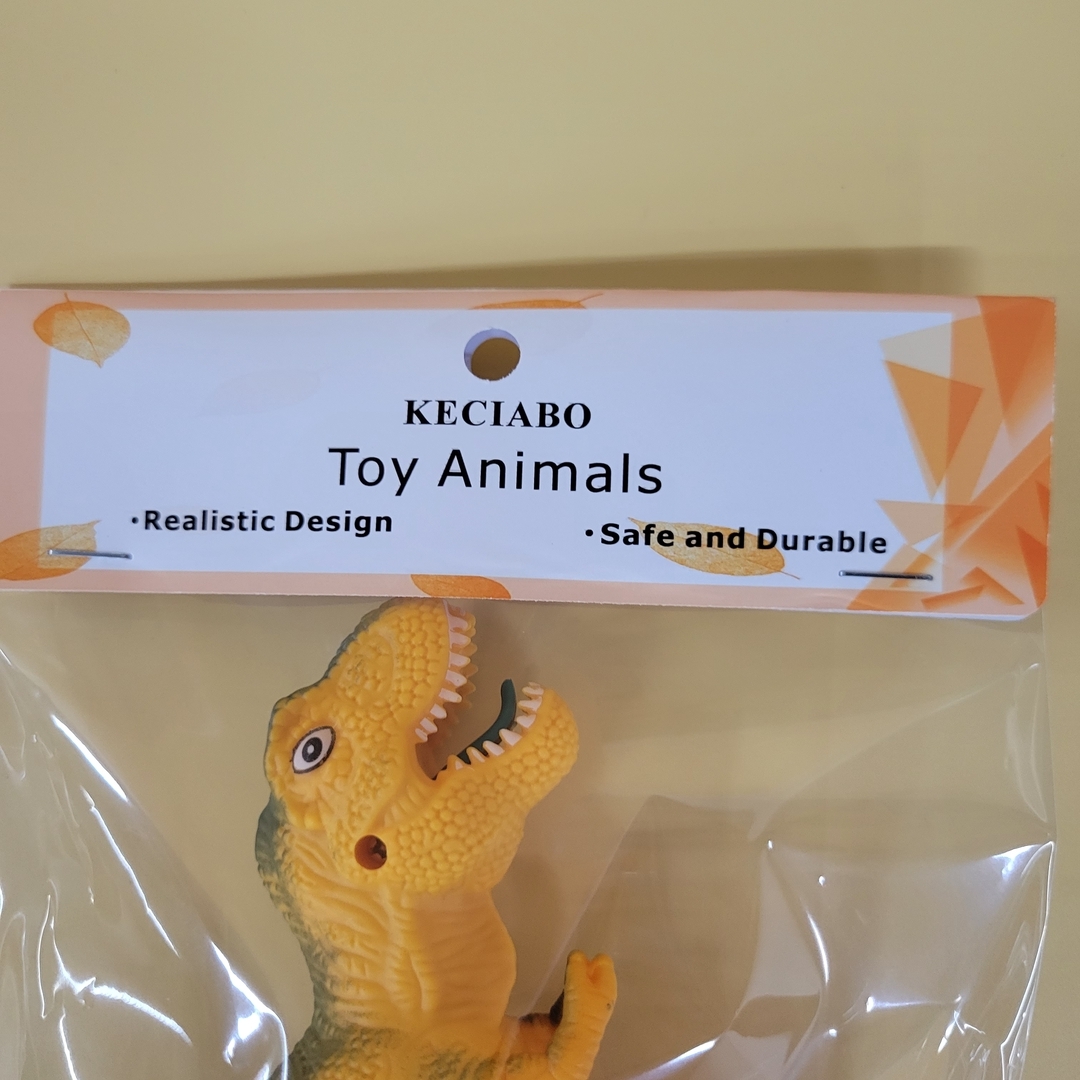 KECIABO
Toy Animals
·Realistic Design
·Safe and Durable